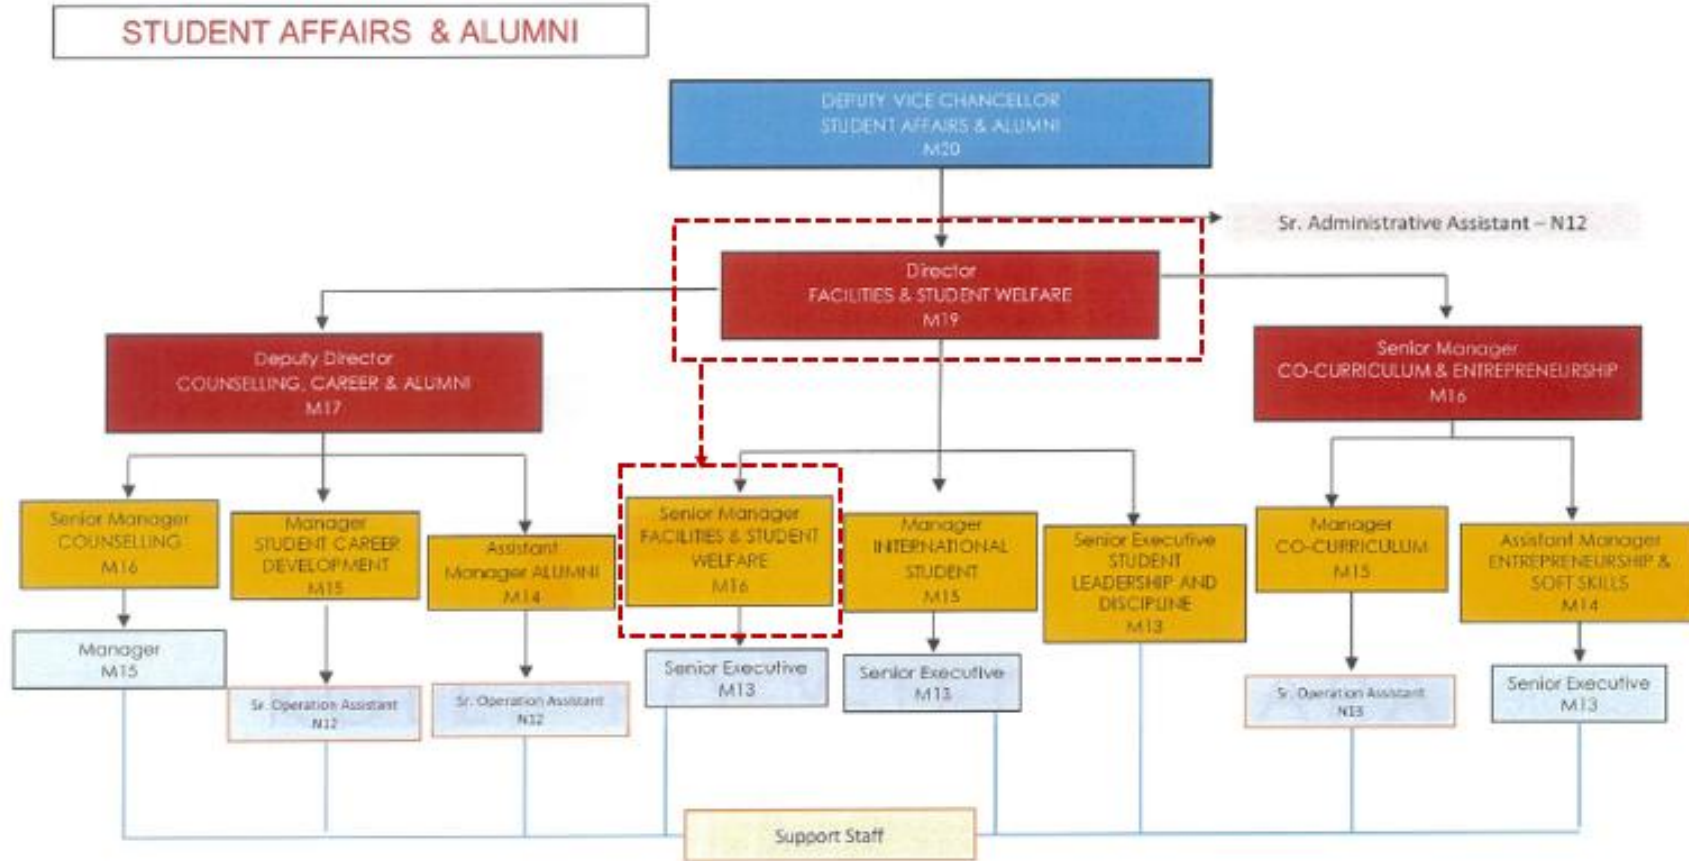 STUDENT AFFAIRS & ALUMNI
DEPUTY VICE CHANCELLOR
STUDENT AFFAIRS & ALUMNI
M20
Sr. Administrative Assistant – N12
Director
FACILITIES & STUDENT WELFARE
M19
Deputy Director
COUNSELLING, CAREER & ALUMNI
M17
Senior Manager
CO-CURRICULUM & ENTREPRENEURSHIP
M16
Senior Manager
COUNSELLING
M16
Manager
STUDENT CAREER
DEVELOPMENT
M15
Assistant
Manager ALUMNI
M14
Senior Manager
FACILITIES & STUDENT
WELFARE
M16
Manager
INTERNATIONAL
STUDENT
M15
Senior Executive
STUDENT
LEADERSHIP AND
DISCIPLINE
M13
Manager
CO-CURRICULUM
M15
Assistant Manager
ENTREPRENEURSHIP &
SOFT SKILLS
M14
Manager
M15
Sr. Operation Assistant
N12
Sr. Operation Assistant
N12
Senior Executive
M13
Senior Executive
M13
Sr. Operation Assistant
N13
Senior Executive
M13
Support Staff